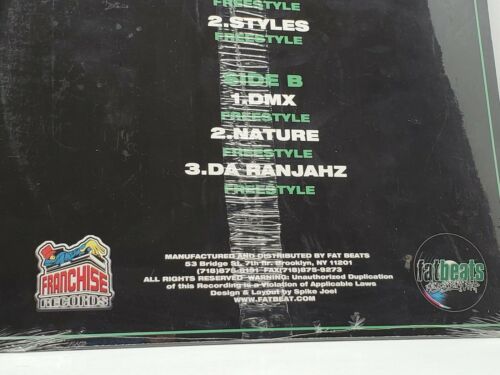 FREESTYLE
2.STYLES
FREESTYLE
SIDE B
1.DMX
FREESTYLE
2.NATURE
FREESTYLE
3.DA RANJAHZ
FREESTYLE
MANUFACTURED AND DISTRIBUTED BY FAT BEATS
53 Bridge St. 7th flr. Brooklyn, NY 11201
(718)875-8191 FAX(718)875-9273
ALL RIGHTS RESERVED WARNING: Unauthorized Duplication
of this Recording is a Violation of Applicable Laws
Design & Layout by Spike Joel
WWW.FATBEAT.COM
FRANCHISE
RECORDS
fatbeats